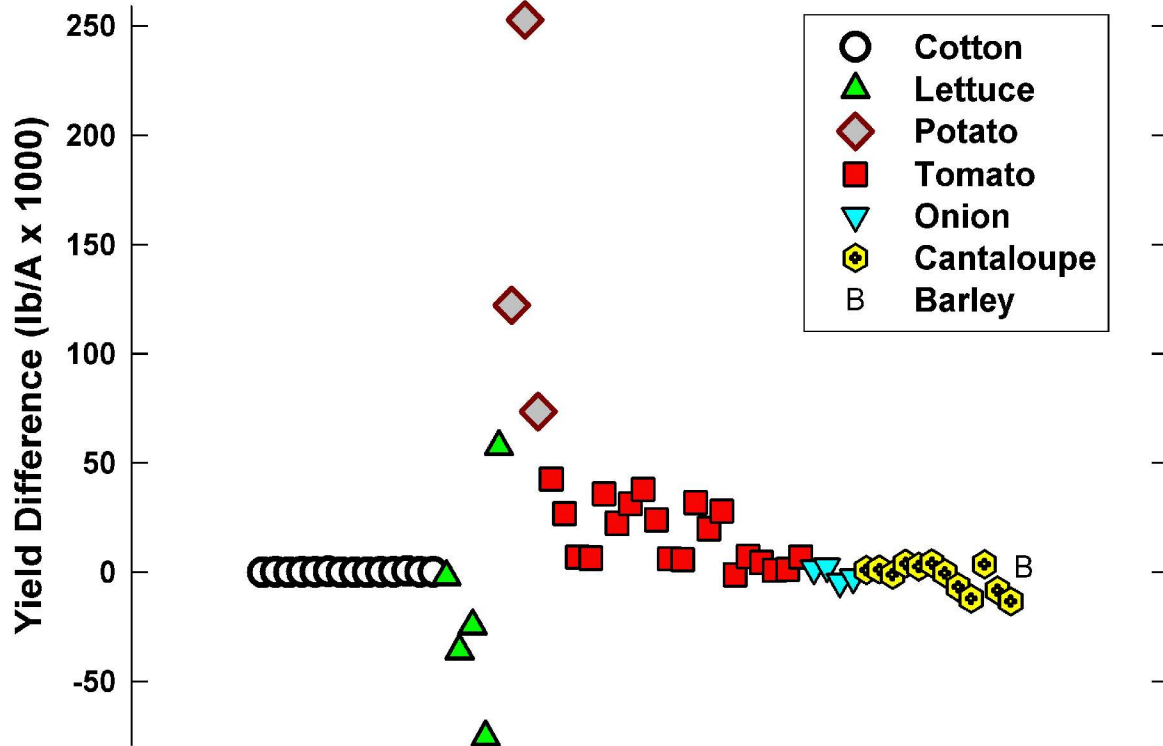 Yield Difference (lb/A x 1000)
250
200
150
100
50
0
-50
Cotton
Lettuce
Potato
Tomato
Onion
Cantaloupe
B Barley
B